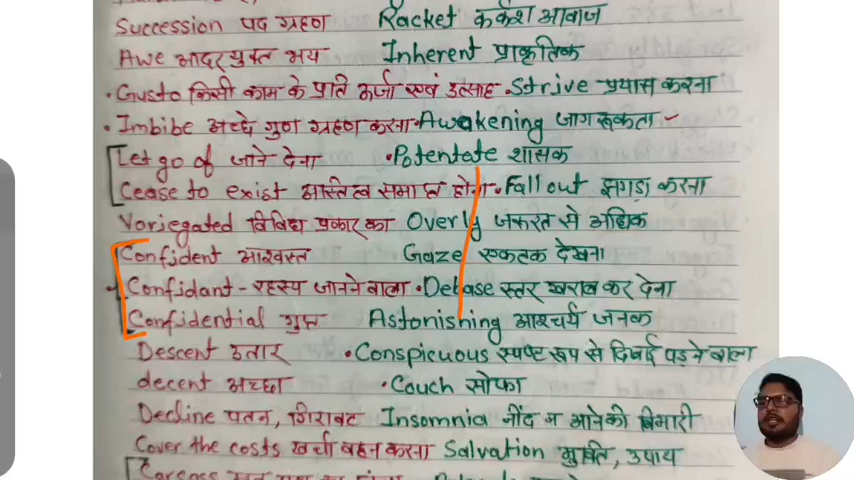 Succession पद ग्रहण Racket कर्कश आवाज
Awe आदरयुक्त भय Inherent प्राकृतिक
• Gusto किसी काम के प्रति ऊर्जा एवं उत्साह • Strive प्रयास करना
• Imbibe अच्छे गुण ग्रहण करना • Awakening जागरूकता
Let go of जाने देना • Potentate शासक
Cease to exist अस्तित्व समाप्त होना • Fall out झगड़ा करना
Variegated विविध प्रकार का Overly जरूरत से अधिक
Confident आश्वस्त Gaze एकटक देखना
Confidant - रहस्य जानने वाला • Debase स्तर खराब कर देना
Confidential गुप्त Astonishing आश्चर्य जनक
Descent उतार • Conspicuous स्पष्ट रूप से दिखाई पड़ने वाला
decent अच्छा • Couch सोफा
Decline पतन, गिरावट Insomnia नींद न आने की बिमारी
Cover the costs खर्चा वहन करना Salvation मुक्ति, उपाय
Carcass